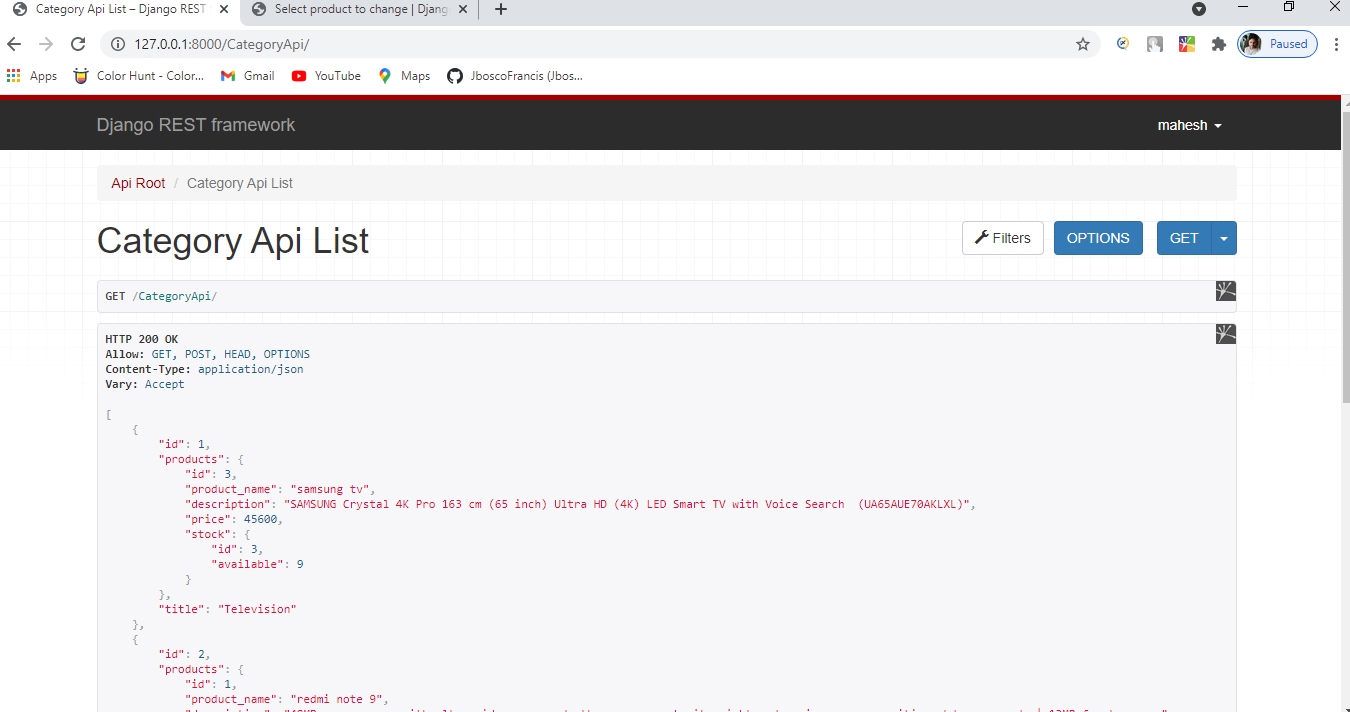 Category Api List – Django REST
Select product to change | Djang
127.0.0.1:8000/CategoryApi/
Paused
Apps
Color Hunt - Color...
Gmail
YouTube
Maps
JboscoFrancis (Jbos...
Django REST framework
mahesh
Api Root / Category Api List
Category Api List
Filters
OPTIONS
GET
GET /CategoryApi/
HTTP 200 OK
Allow: GET, POST, HEAD, OPTIONS
Content-Type: application/json
Vary: Accept
[
{
"id": 1,
"products": {
"id": 3,
"product_name": "samsung tv",
"description": "SAMSUNG Crystal 4K Pro 163 cm (65 inch) Ultra HD (4K) LED Smart TV with Voice Search  (UA65AUE70AKLXL)",
"price": 45600,
"stock": {
"id": 3,
"available": 9
}
},
"title": "Television"
},
{
"id": 2,
"products": {
"id": 1,
"product_name": "redmi note 9",